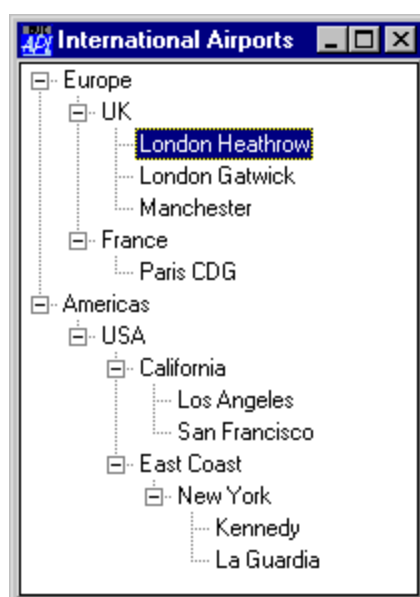 International Airports
Europe
UK
London Heathrow
London Gatwick
Manchester
France
Paris CDG
Americas
USA
California
Los Angeles
San Francisco
East Coast
New York
Kennedy
La Guardia